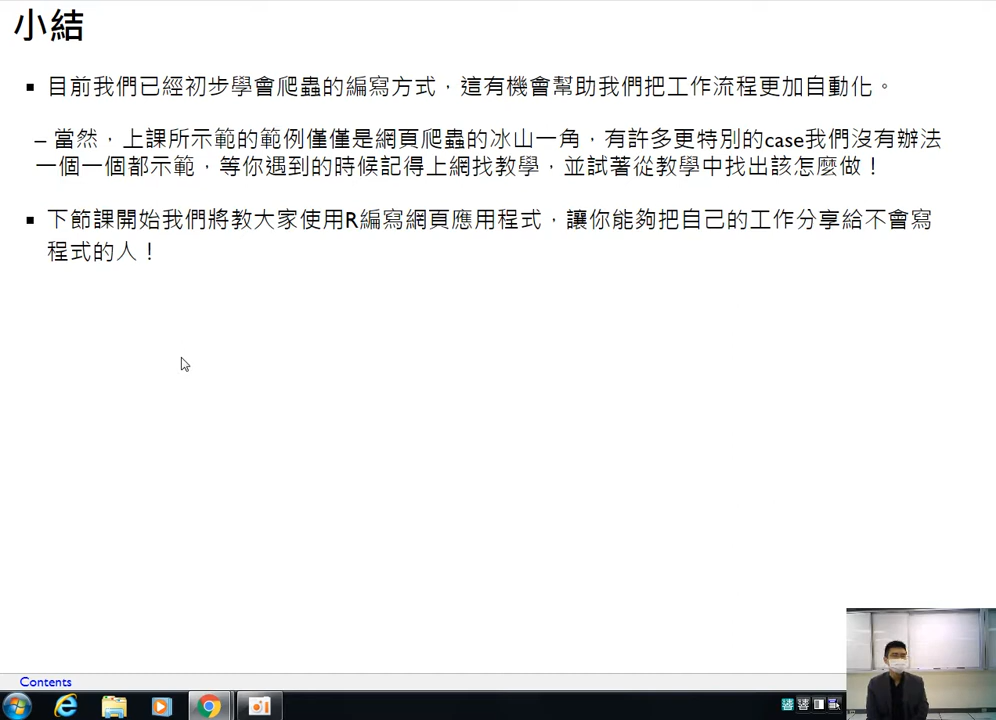 小結
▪ 目前我們已經初步學會爬蟲的編寫方式，這有機會幫助我們把工作流程更加自動化。
– 當然，上課所示範的範例僅僅是網頁爬蟲的冰山一角，有許多更特別的case我們沒有辦法
一個一個都示範，等你遇到的時候記得上網找教學，並試著從教學中找出該怎麼做！
▪ 下節課開始我們將教大家使用R編寫網頁應用程式，讓你能夠把自己的工作分享給不會寫
程式的人！
Contents